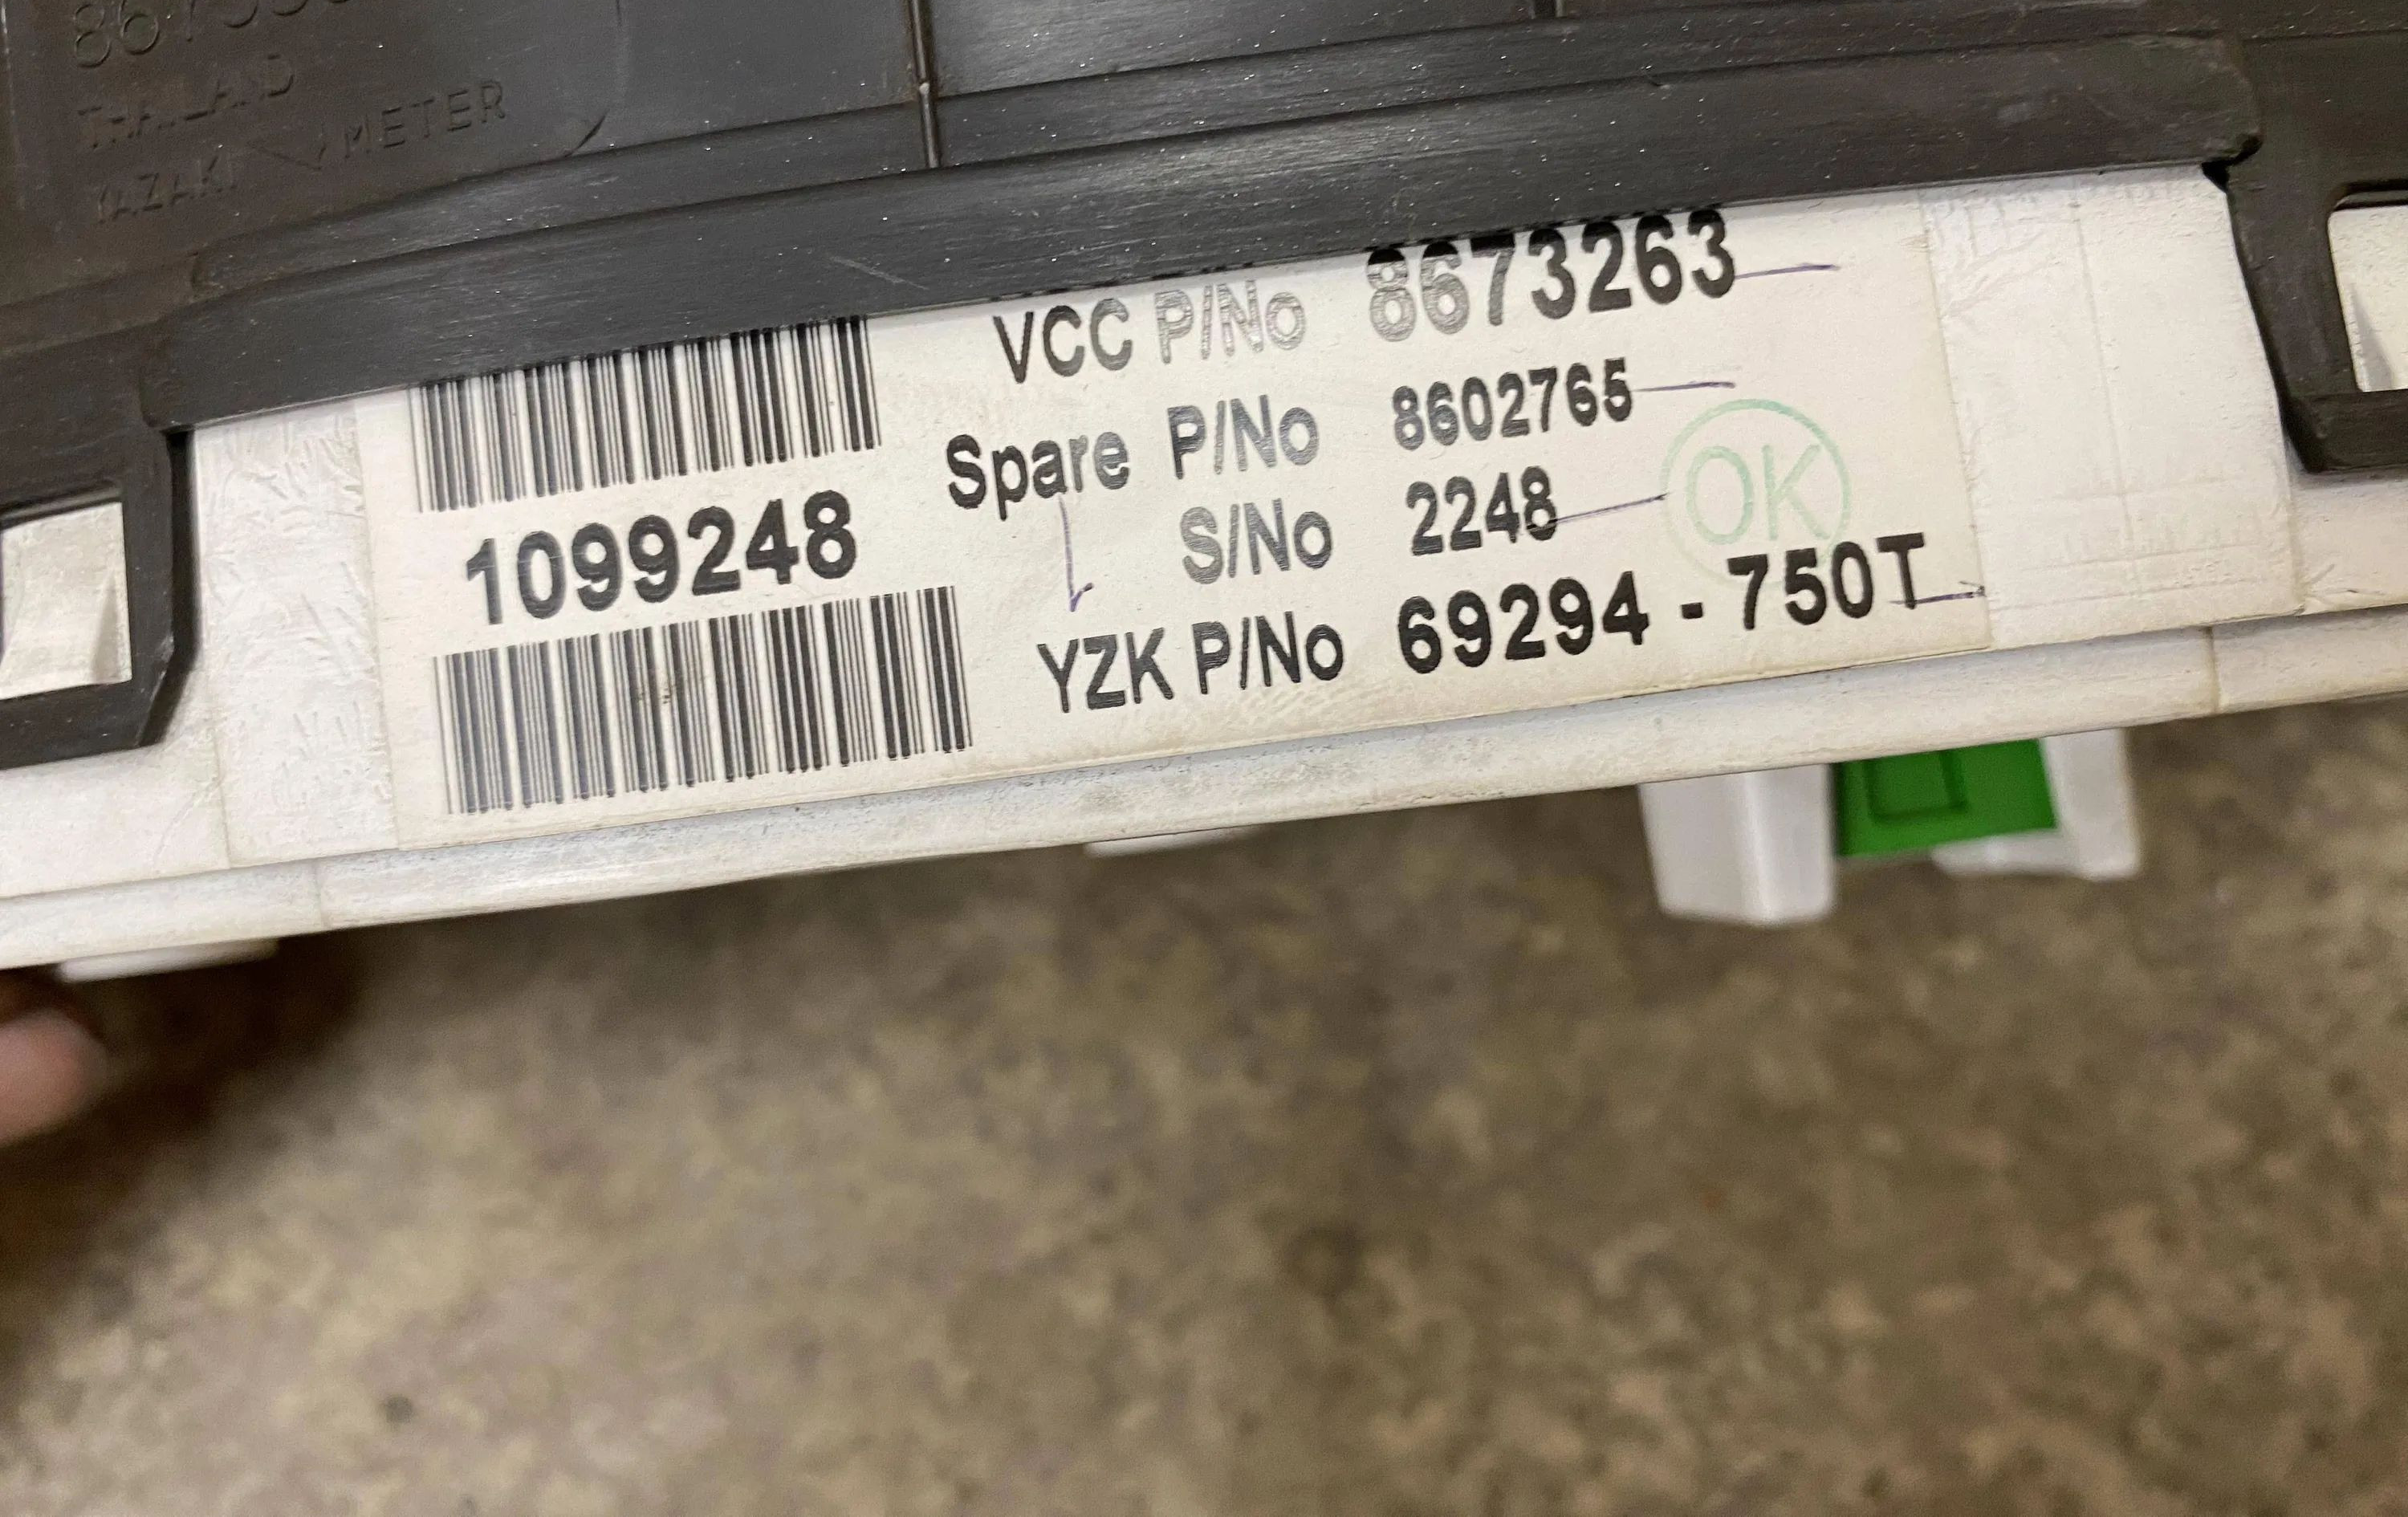 THAILAND
YAZAKI METER
VCC P/No 8673263
Spare P/No 8602765
S/No 2248
OK
YZK P/No 69294-750T
1099248